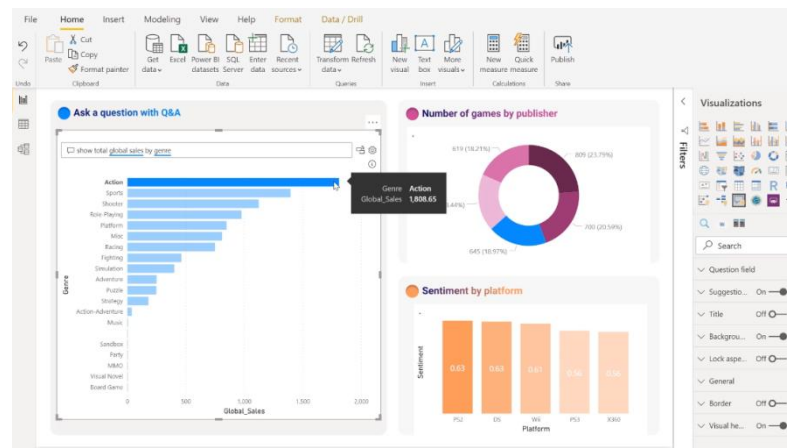 File Home Insert Modeling View Help Format Data / Drill
Cut
Copy
Format painter
Paste
Get data
Excel
Power BI datasets
SQL Server
Enter data
Recent sources
Transform data
Refresh
New visual
Text box
More visuals
New measure
Quick measure
Publish
Undo Clipboard Data Queries Insert Calculations Share
Ask a question with Q&A
show total global sales by genre
Genre
Action
Sports
Shooter
Role-Playing
Platform
Misc
Racing
Fighting
Simulation
Adventure
Puzzle
Strategy
Action-Adventure
Music
Sandbox
Party
MMO
Visual Novel
Board Game
0 500 1,000 1,500 2,000
Global_Sales
Genre Action
Global_Sales 1,808.65
Number of games by publisher
619 (18.21%)
809 (23.79%)
700 (20.59%)
645 (18.97%)
Sentiment by platform
Sentiment
0.63 0.63 0.61 0.56 0.56
PS2 DS Wii PS3 X360
Platform
Filters
Visualizations
Search
Question field
Suggestio... On
Title Off
Backgrou... On
Lock aspe... Off
General
Border Off
Visual he... On